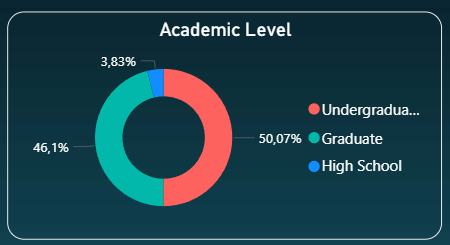 Academic Level
3,83%
46,1%
50,07%
Undergradua...
Graduate
High School